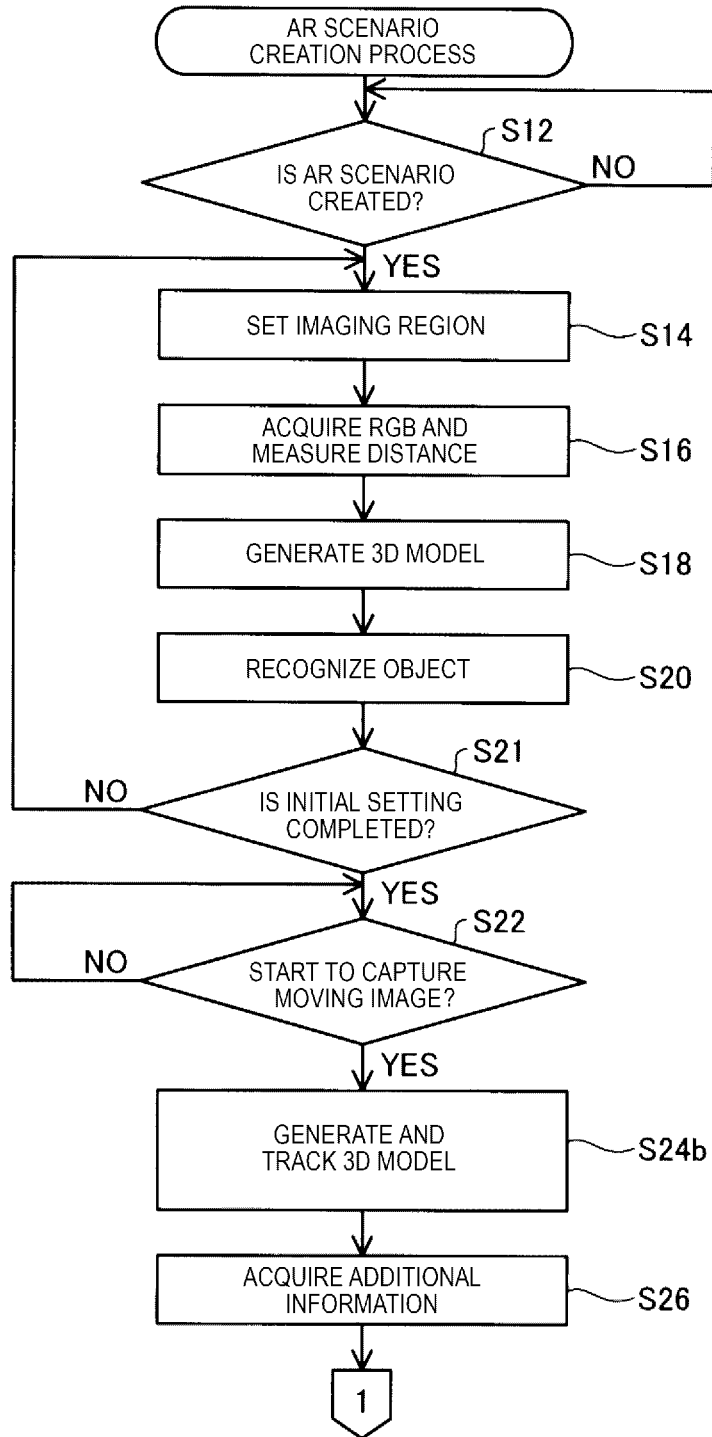 AR SCENARIO
CREATION PROCESS
S12
IS AR SCENARIO
CREATED?
NO
YES
SET IMAGING REGION
S14
ACQUIRE RGB AND
MEASURE DISTANCE
S16
GENERATE 3D MODEL
S18
RECOGNIZE OBJECT
S20
S21
NO
IS INITIAL SETTING
COMPLETED?
YES
S22
NO
START TO CAPTURE
MOVING IMAGE?
YES
GENERATE AND
TRACK 3D MODEL
S24b
ACQUIRE ADDITIONAL
INFORMATION
S26
1